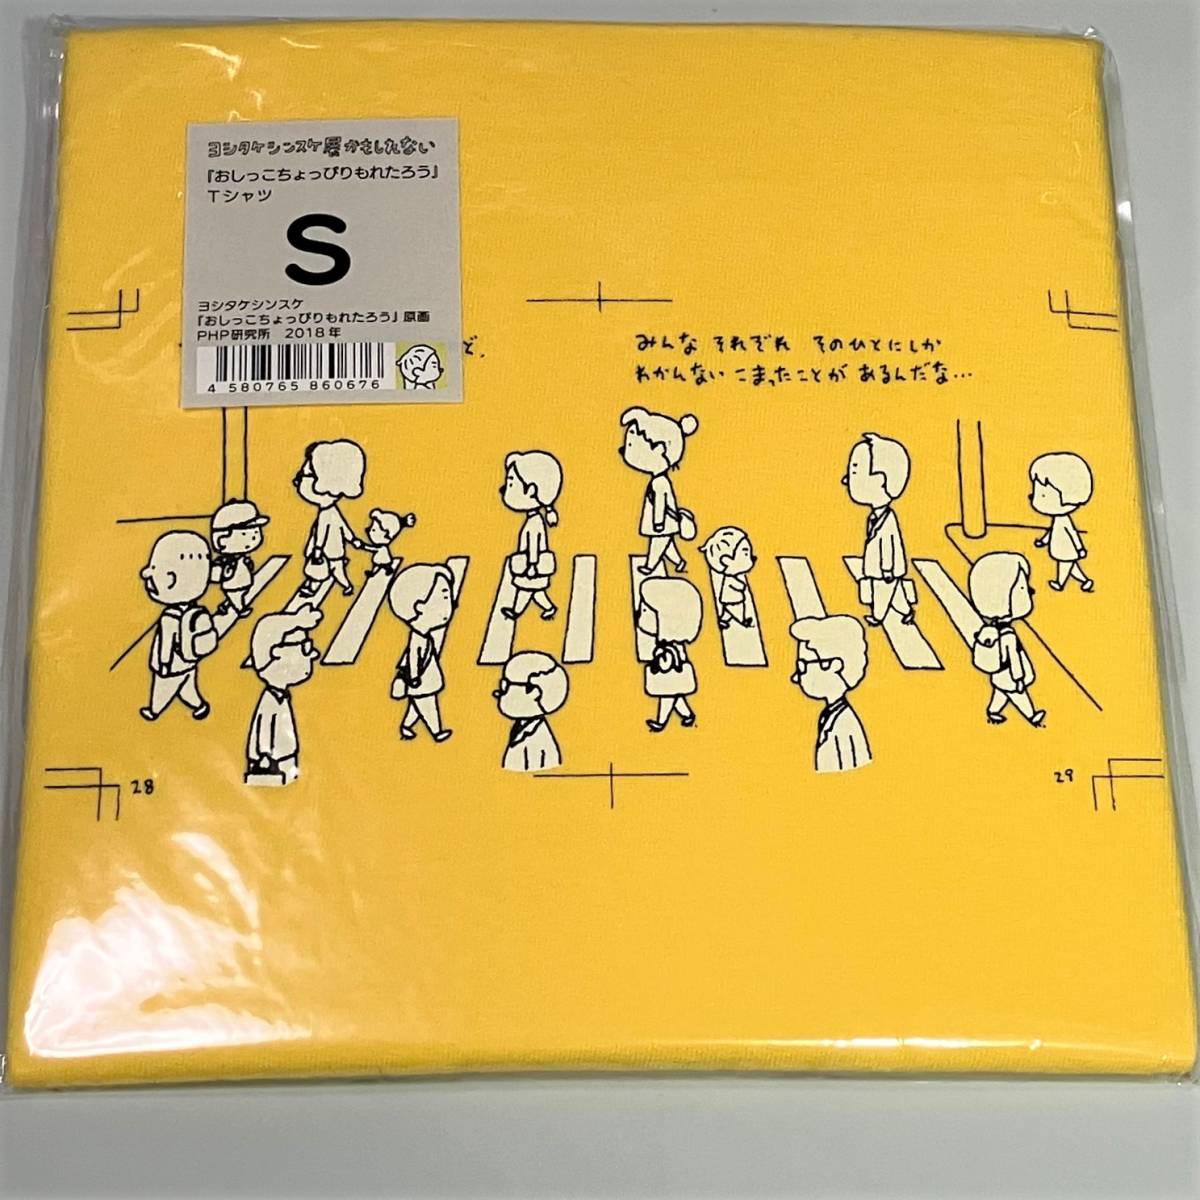 ヨシタケシンスケ展かもしれない
『おしっこちょっぴりもれたろう』
Tシャツ
S
ヨシタケシンスケ
『おしっこちょっぴりもれたろう』原画
PHP研究所 2018年
4 580765 860676
ど、
みんな それぞれ そのひとにしか
わかんない こまったことが あるんだな…
28
29